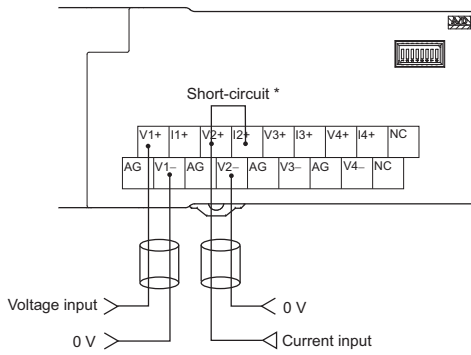 A/D
Short-circuit *
V1+ I1+ V2+ I2+ V3+ I3+ V4+ I4+ NC
AG V1– AG V2– AG V3– AG V4– NC
Voltage input
0 V
0 V
Current input